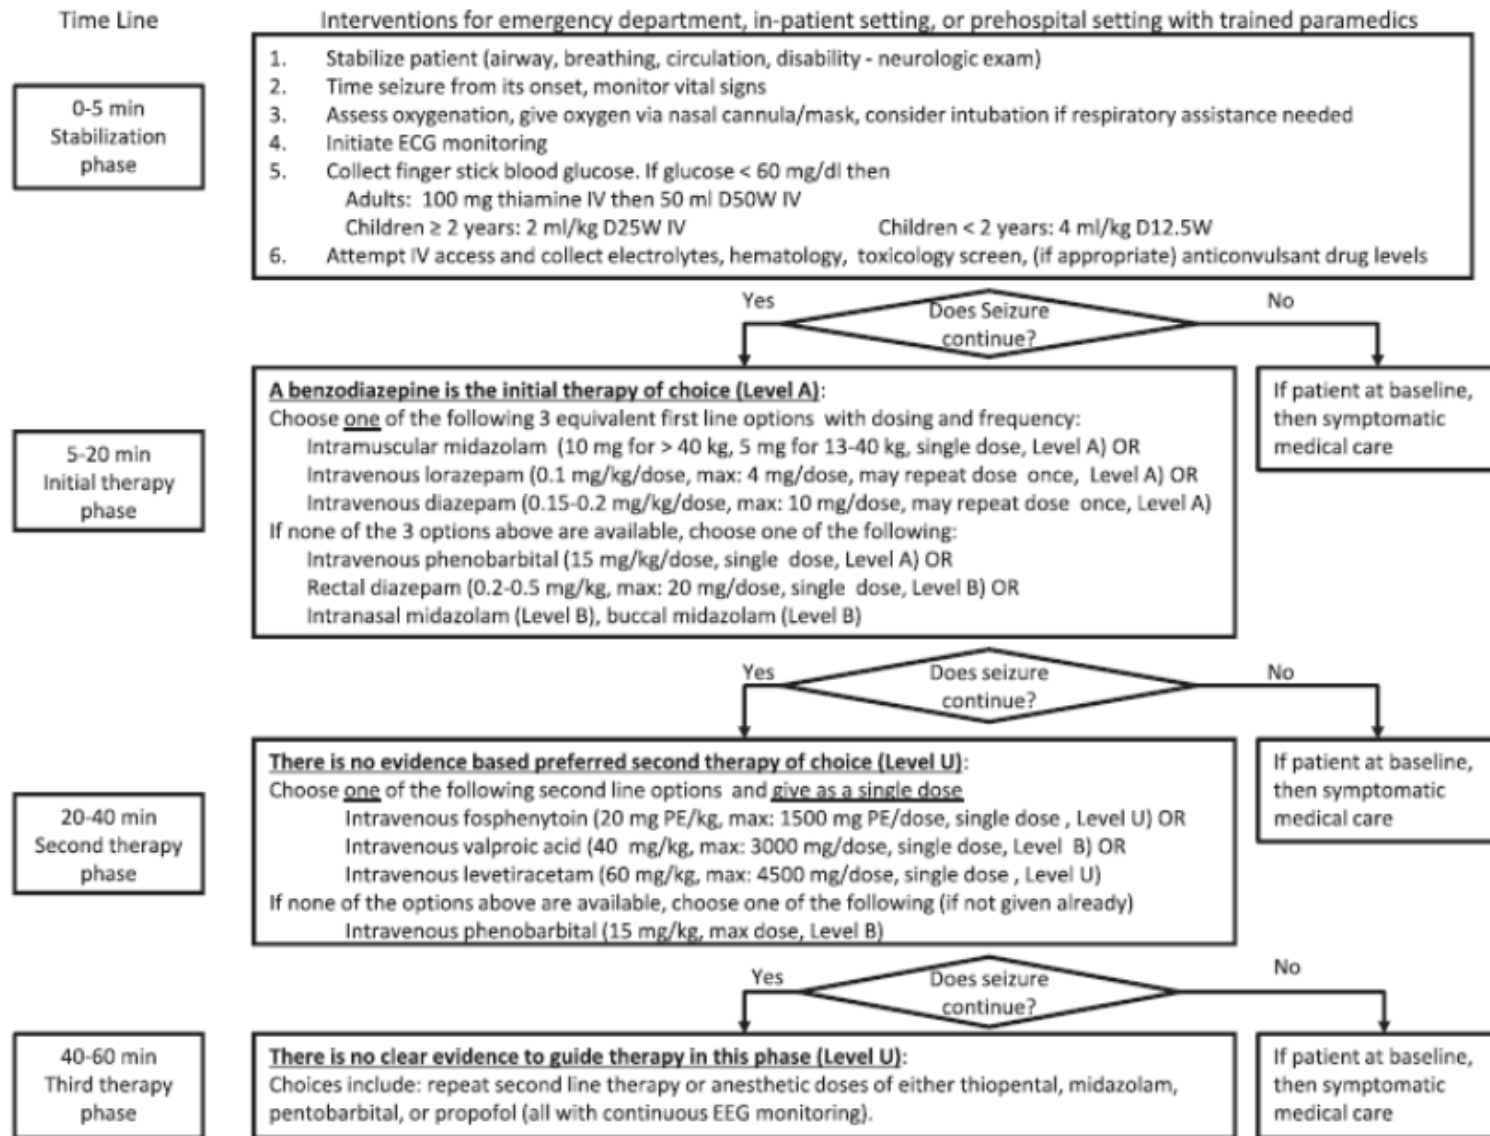 Time Line
Interventions for emergency department, in-patient setting, or prehospital setting with trained paramedics
0-5 min
Stabilization
phase
1. Stabilize patient (airway, breathing, circulation, disability - neurologic exam)
2. Time seizure from its onset, monitor vital signs
3. Assess oxygenation, give oxygen via nasal cannula/mask, consider intubation if respiratory assistance needed
4. Initiate ECG monitoring
5. Collect finger stick blood glucose. If glucose < 60 mg/dl then
Adults: 100 mg thiamine IV then 50 ml D50W IV
Children ≥ 2 years: 2 ml/kg D25W IV Children < 2 years: 4 ml/kg D12.5W
6. Attempt IV access and collect electrolytes, hematology, toxicology screen, (if appropriate) anticonvulsant drug levels
Yes
Does Seizure
continue?
No
5-20 min
Initial therapy
phase
A benzodiazepine is the initial therapy of choice (Level A):
Choose one of the following 3 equivalent first line options with dosing and frequency:
Intramuscular midazolam (10 mg for > 40 kg, 5 mg for 13-40 kg, single dose, Level A) OR
Intravenous lorazepam (0.1 mg/kg/dose, max: 4 mg/dose, may repeat dose once, Level A) OR
Intravenous diazepam (0.15-0.2 mg/kg/dose, max: 10 mg/dose, may repeat dose once, Level A)
If none of the 3 options above are available, choose one of the following:
Intravenous phenobarbital (15 mg/kg/dose, single dose, Level A) OR
Rectal diazepam (0.2-0.5 mg/kg, max: 20 mg/dose, single dose, Level B) OR
Intranasal midazolam (Level B), buccal midazolam (Level B)
If patient at baseline,
then symptomatic
medical care
Yes
Does seizure
continue?
No
20-40 min
Second therapy
phase
There is no evidence based preferred second therapy of choice (Level U):
Choose one of the following second line options and give as a single dose
Intravenous fosphenytoin (20 mg PE/kg, max: 1500 mg PE/dose, single dose , Level U) OR
Intravenous valproic acid (40 mg/kg, max: 3000 mg/dose, single dose, Level B) OR
Intravenous levetiracetam (60 mg/kg, max: 4500 mg/dose, single dose , Level U)
If none of the options above are available, choose one of the following (if not given already)
Intravenous phenobarbital (15 mg/kg, max dose, Level B)
If patient at baseline,
then symptomatic
medical care
Yes
Does seizure
continue?
No
40-60 min
Third therapy
phase
There is no clear evidence to guide therapy in this phase (Level U):
Choices include: repeat second line therapy or anesthetic doses of either thiopental, midazolam,
pentobarbital, or propofol (all with continuous EEG monitoring).
If patient at baseline,
then symptomatic
medical care